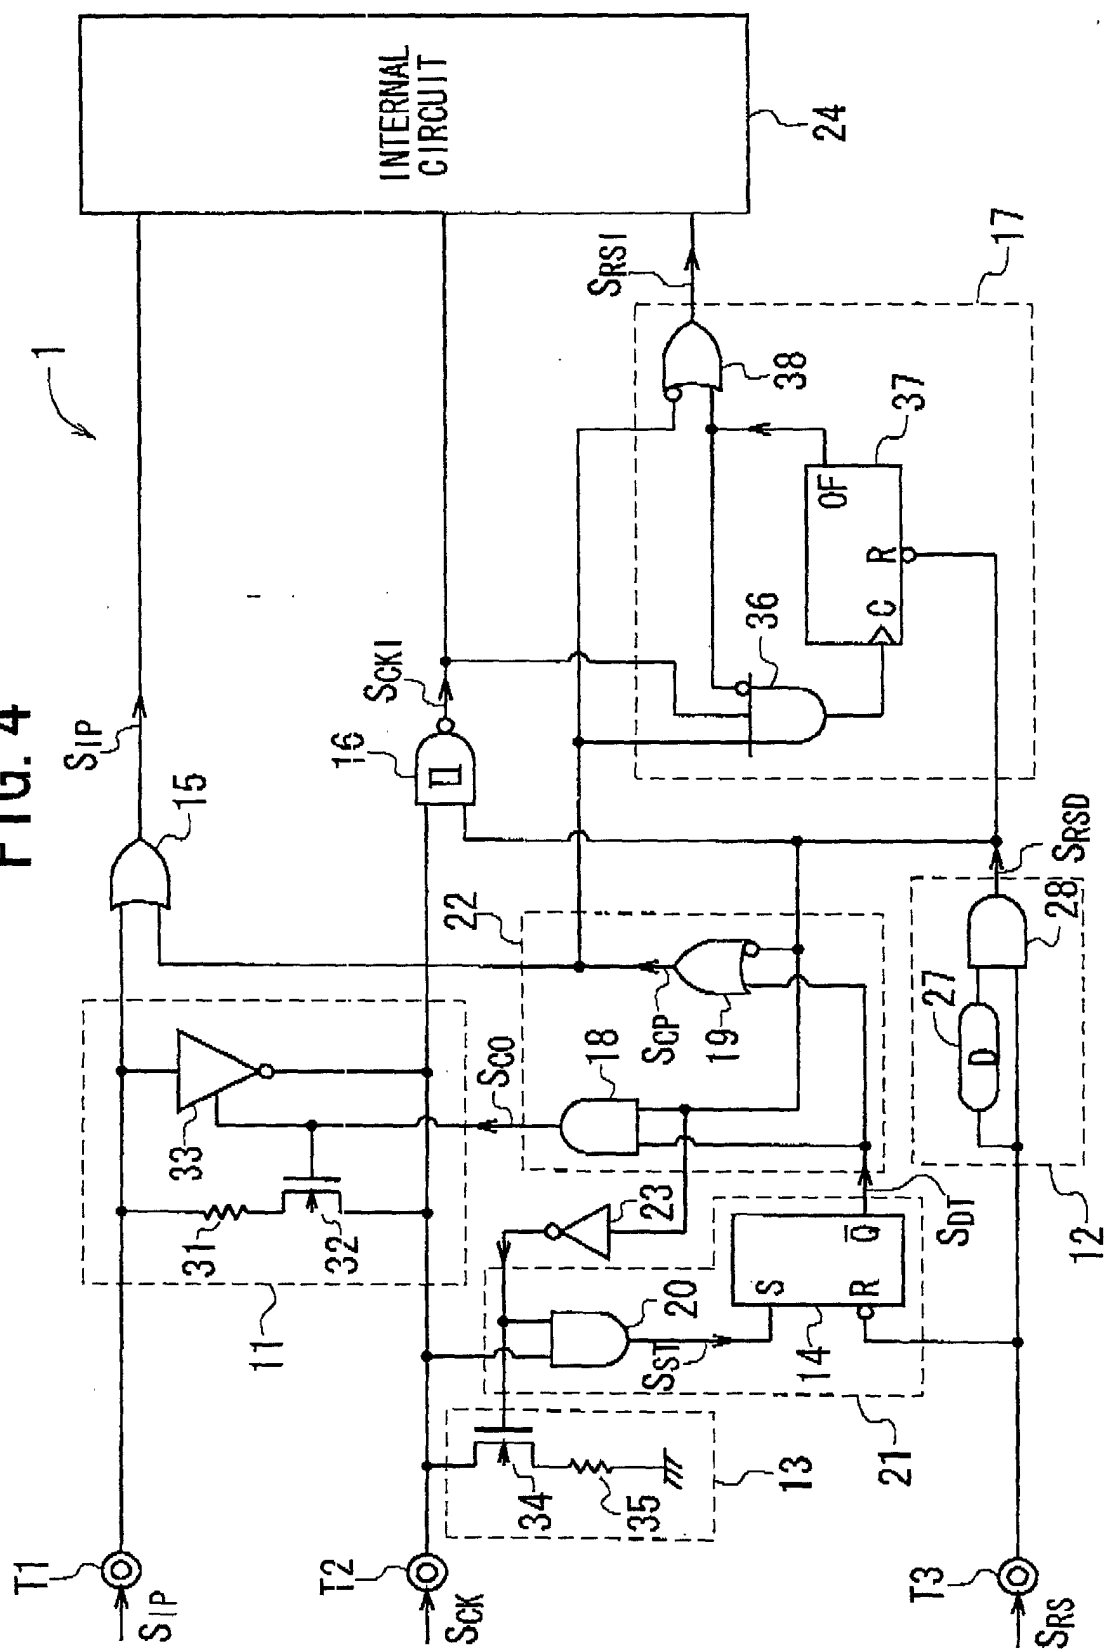 FIG. 4
1
INTERNAL
CIRCUIT
24
T1
SIP
SIP
15
11
31
32
33
SCO
T2
SCK
SCKI
16
13
34
35
20
SST
23
18
22
SCP
19
SRSI
38
17
36
37
OF
C
R
21
14
S
R
Q̅
SDT
T3
SRS
12
27
D
28
SRSD